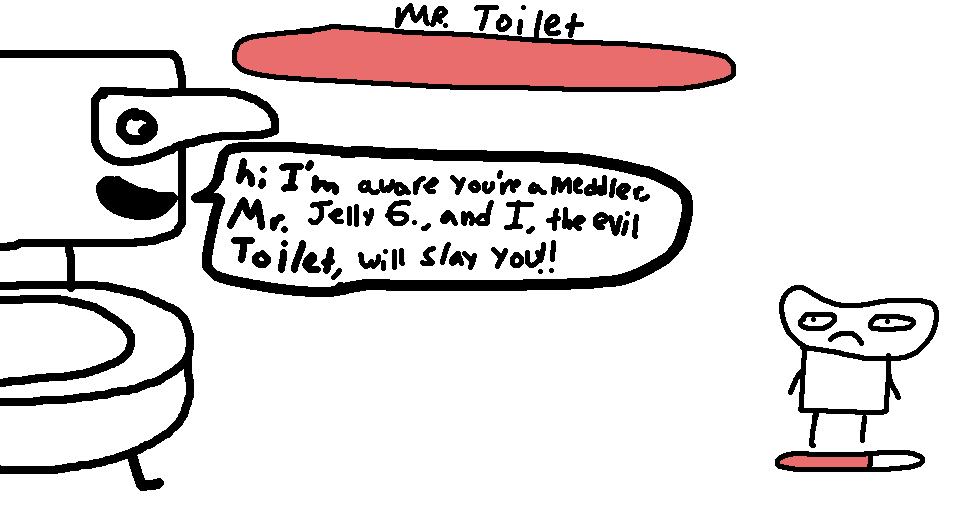 MR. Toilet
hi I'm aware you're a Meddler,
Mr. Jelly G., and I, the evil
Toilet, will slay you!!